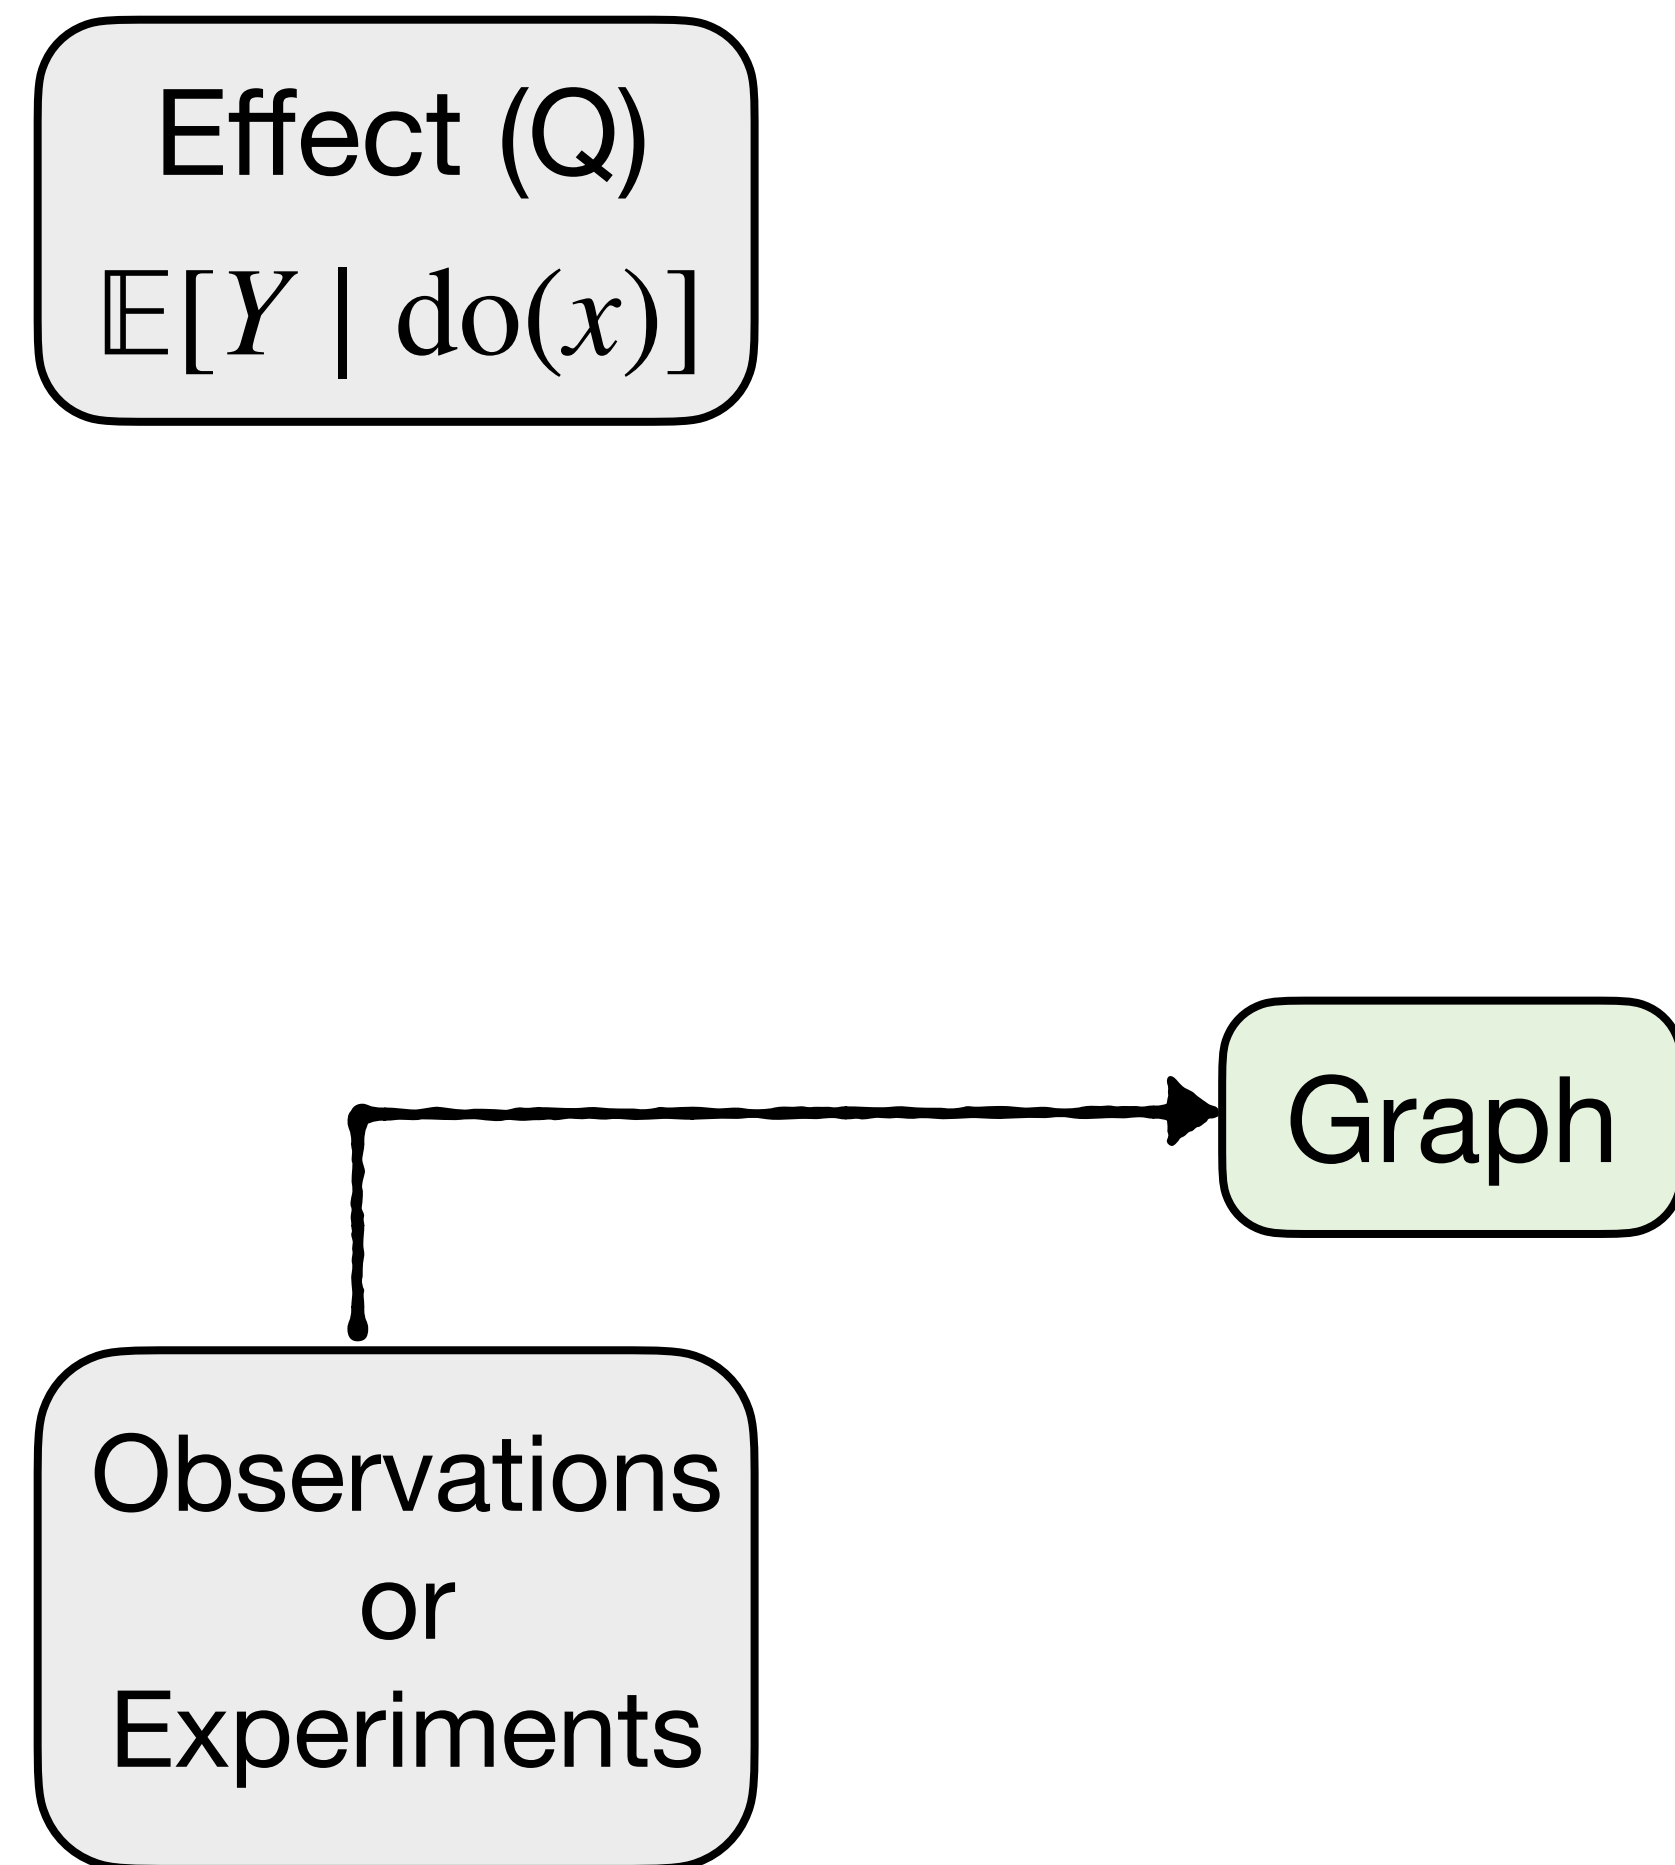 Effect (Q)
𝔼[Y | do(x)]
Graph
Observations
or
Experiments